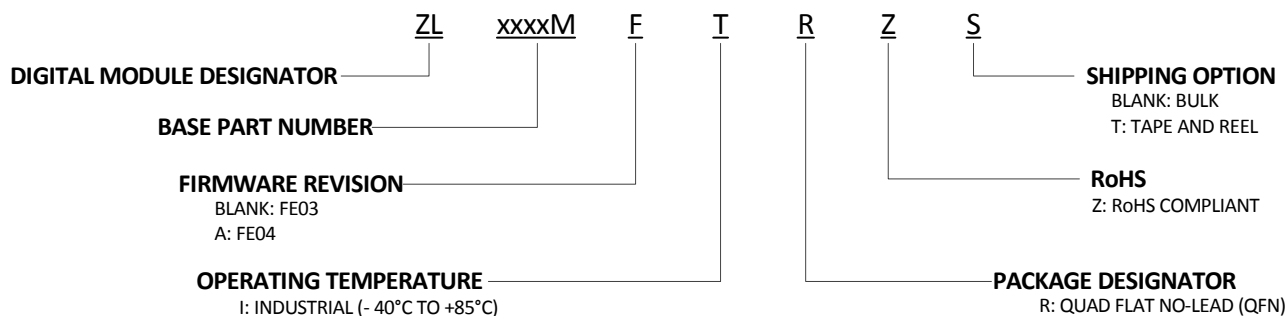 ZL xxxxM F T R Z S
DIGITAL MODULE DESIGNATOR
BASE PART NUMBER
FIRMWARE REVISION
BLANK: FE03
A: FE04
OPERATING TEMPERATURE
I: INDUSTRIAL (- 40°C TO +85°C)
SHIPPING OPTION
BLANK: BULK
T: TAPE AND REEL
RoHS
Z: RoHS COMPLIANT
PACKAGE DESIGNATOR
R: QUAD FLAT NO-LEAD (QFN)